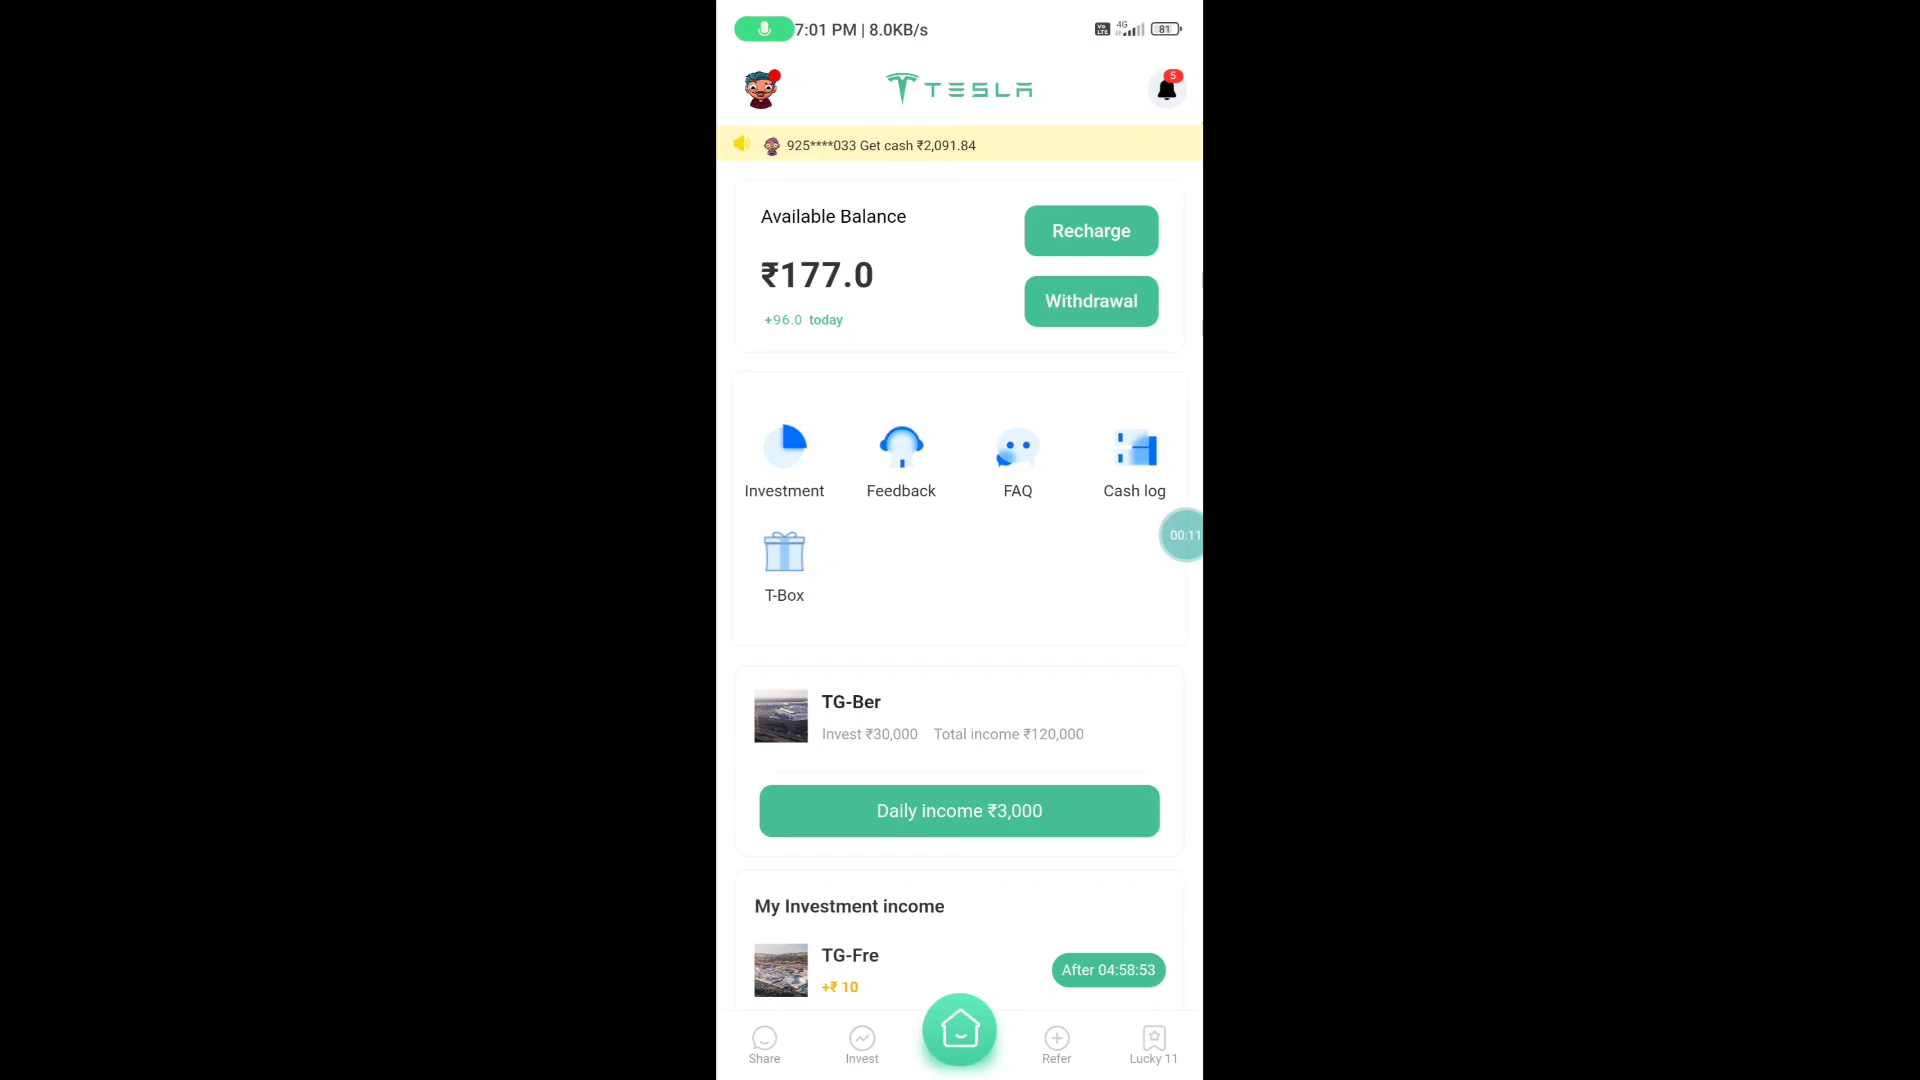 7:01 PM | 8.0KB/s
Vo LTE 4G 81
TESLA
5
925****033 Get cash ₹2,091.84
Available Balance
Recharge
₹177.0
Withdrawal
+96.0 today
Investment Feedback FAQ Cash log
00:11
T-Box
TG-Ber
Invest ₹30,000 Total income ₹120,000
Daily income ₹3,000
My Investment income
TG-Fre
After 04:58:53
+₹ 10
Share Invest Refer Lucky 11